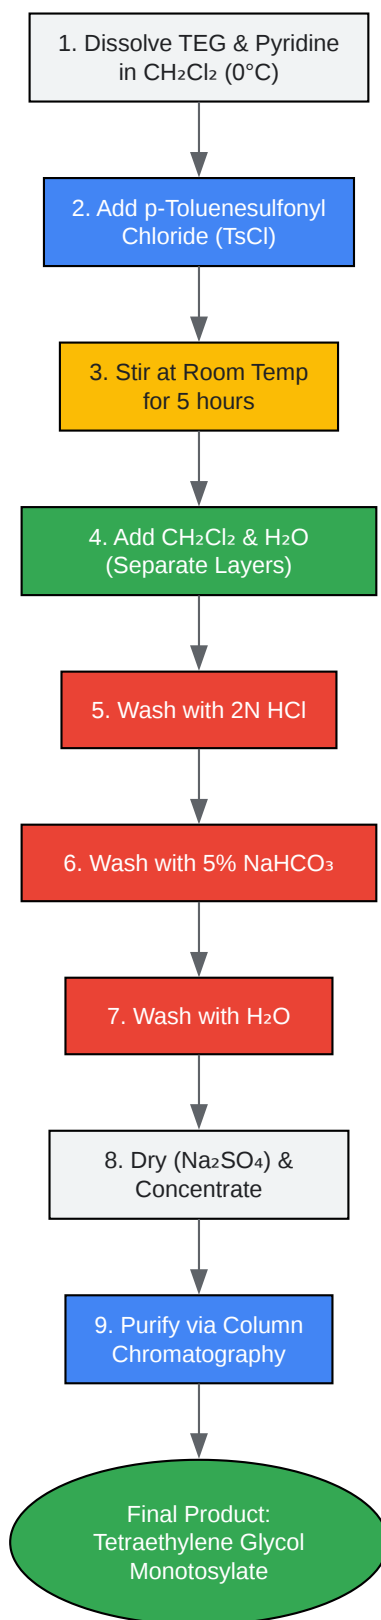 1. Dissolve TEG & Pyridine
in CH₂Cl₂ (0°C)
2. Add p-Toluenesulfonyl
Chloride (TsCl)
3. Stir at Room Temp
for 5 hours
4. Add CH₂Cl₂ & H₂O
(Separate Layers)
5. Wash with 2N HCl
6. Wash with 5% NaHCO₃
7. Wash with H₂O
8. Dry (Na₂SO₄) &
Concentrate
9. Purify via Column
Chromatography
Final Product:
Tetraethylene Glycol
Monotosylate